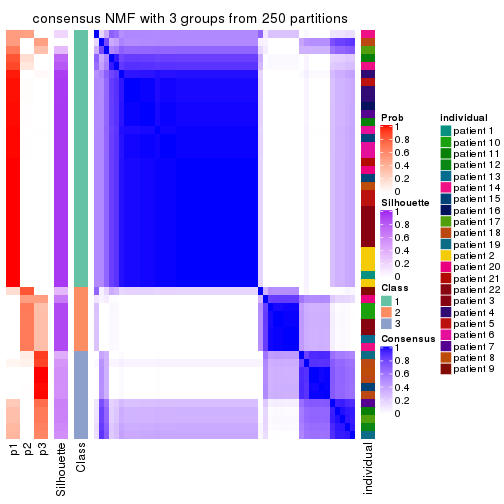 consensus NMF with 3 groups from 250 partitions
Prob
1
0.8
0.6
0.4
0.2
0
Silhouette
1
0.8
0.6
0.4
0.2
0
Class
1
2
3
Consensus
1
0.8
0.6
0.4
0.2
0
individual
patient 1
patient 10
patient 11
patient 12
patient 13
patient 14
patient 15
patient 16
patient 17
patient 18
patient 19
patient 2
patient 20
patient 21
patient 22
patient 3
patient 4
patient 5
patient 6
patient 7
patient 8
patient 9
p1
p2
p3
Silhouette
Class
individual